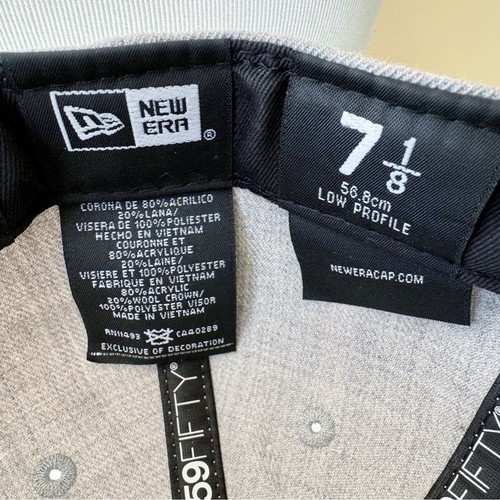 NEW
ERA
®
CORONA DE 80% ACRILICO
20% LANA/
VISERA DE 100% POLYESTER
HECHO EN VIETNAM
COURONNE ET
80% ACRYLIQUE
20% LAINE/
VISIERE ET 100% POLYESTER
FABRIQUE EN VIETNAM
80% ACRYLIC
20% WOOL CROWN/
100% POLYESTER VISOR
MADE IN VIETNAM
RN11493 CA40289
EXCLUSIVE OF DECORATION
7 1/8
56.8cm
LOW PROFILE
NEWERACAP.COM
59FIFTY®
59FIFTY